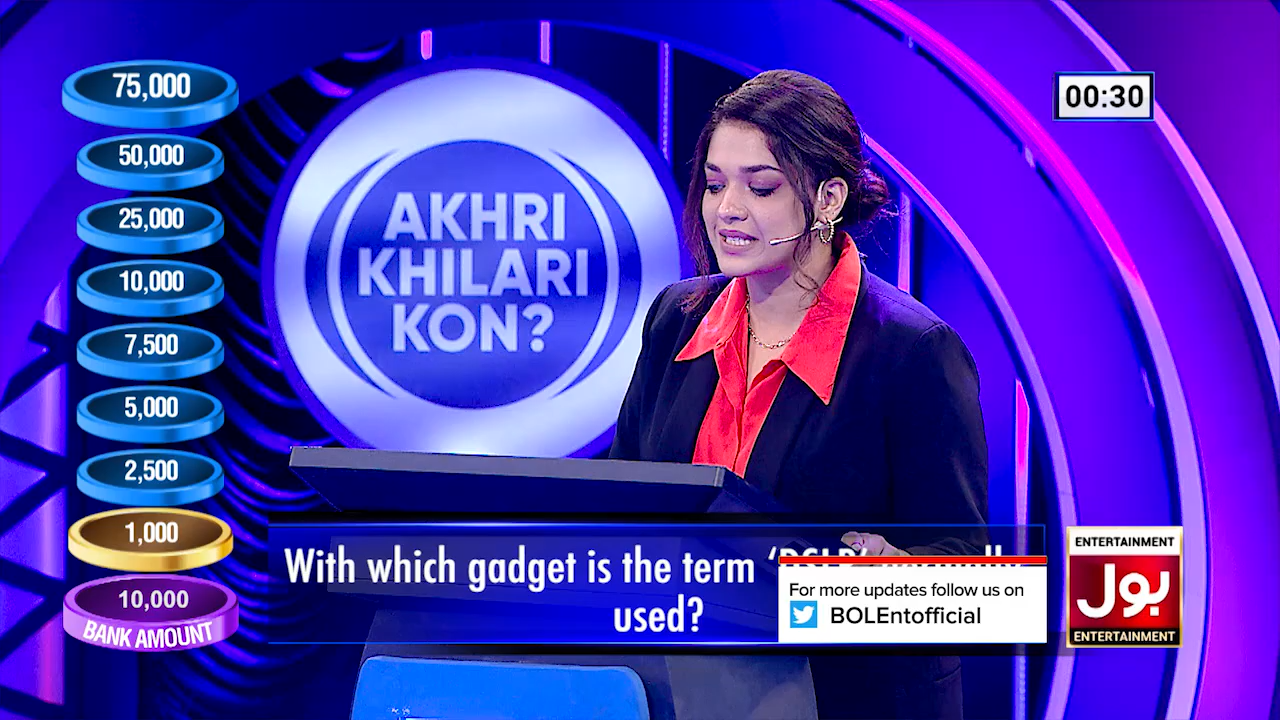 75,000
50,000
25,000
10,000
7,500
5,000
2,500
1,000
10,000
BANK AMOUNT
AKHRI
KHILARI
KON?
00:30
With which gadget is the term
used?
For more updates follow us on
BOLEntofficial
ENTERTAINMENT
بول
ENTERTAINMENT